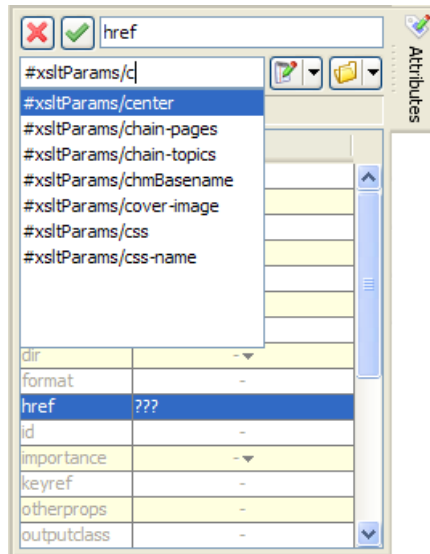 href
Attributes
#xsltParams/c
#xsltParams/center
#xsltParams/chain-pages
#xsltParams/chain-topics
#xsltParams/chmBasename
#xsltParams/cover-image
#xsltParams/css
#xsltParams/css-name
dir -
format -
href ???
id -
importance -
keyref -
otherprops -
outputclass -